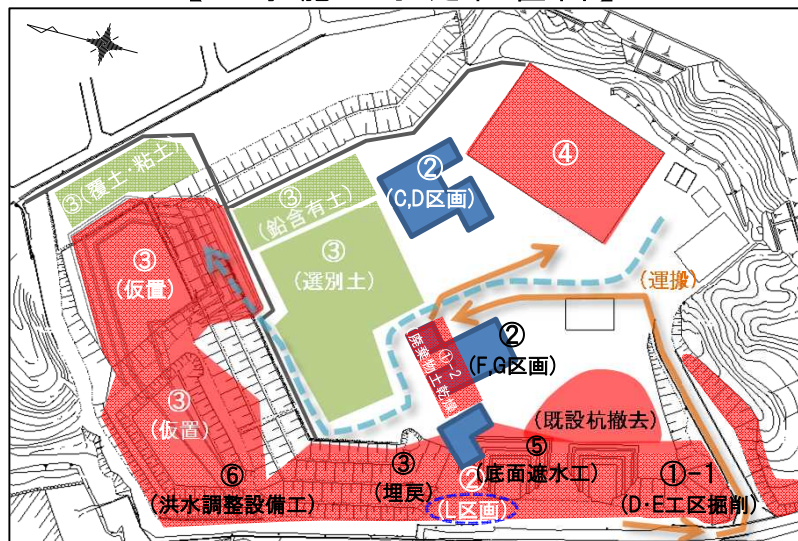 ③(覆土・粘土)
③
(鉛含有土)
②
(C,D区画)
④
③
(仮置)
③
(選別土)
(運搬)
①-2
(廃棄物土乾燥)
②
(F,G区画)
③
(仮置)
(既設杭撤去)
⑥
(洪水調整設備工)
③
(埋戻)
②
(L区画)
⑤
(底面遮水工)
①-1
(D・E工区掘削)